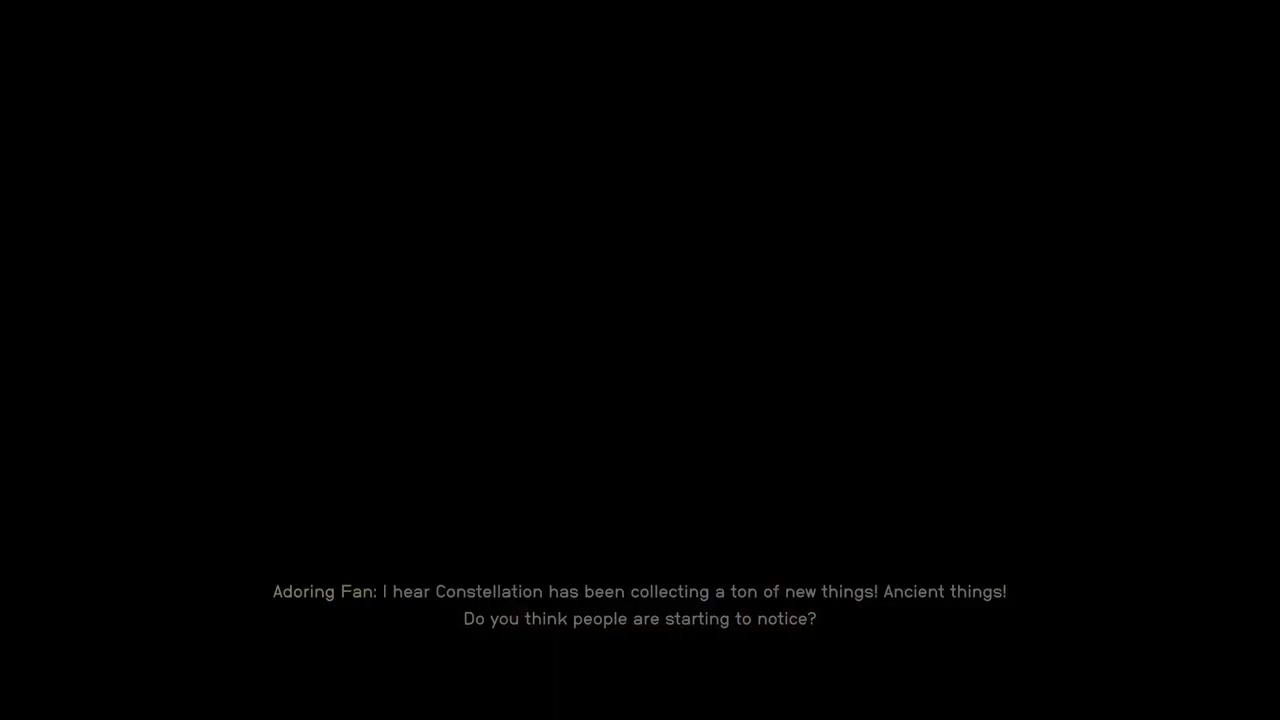 Adoring Fan: I hear Constellation has been collecting a ton of new things! Ancient things!
Do you think people are starting to notice?